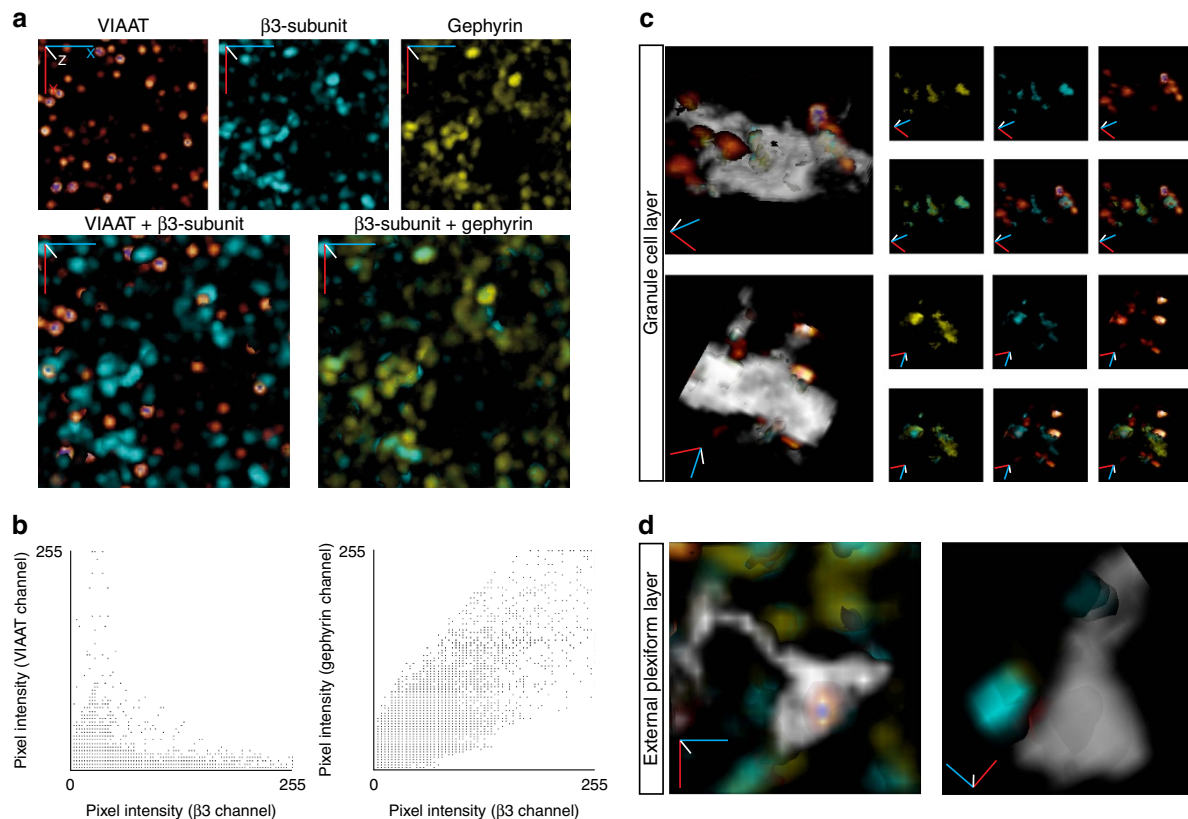 a
VIAAT
β3-subunit
Gephyrin
X
Z
Y
VIAAT + β3-subunit
β3-subunit + gephyrin
b
255
Pixel intensity (VIAAT channel)
0
255
Pixel intensity (β3 channel)
255
Pixel intensity (gephyrin channel)
0
255
Pixel intensity (β3 channel)
c
Granule cell layer
d
External plexiform layer